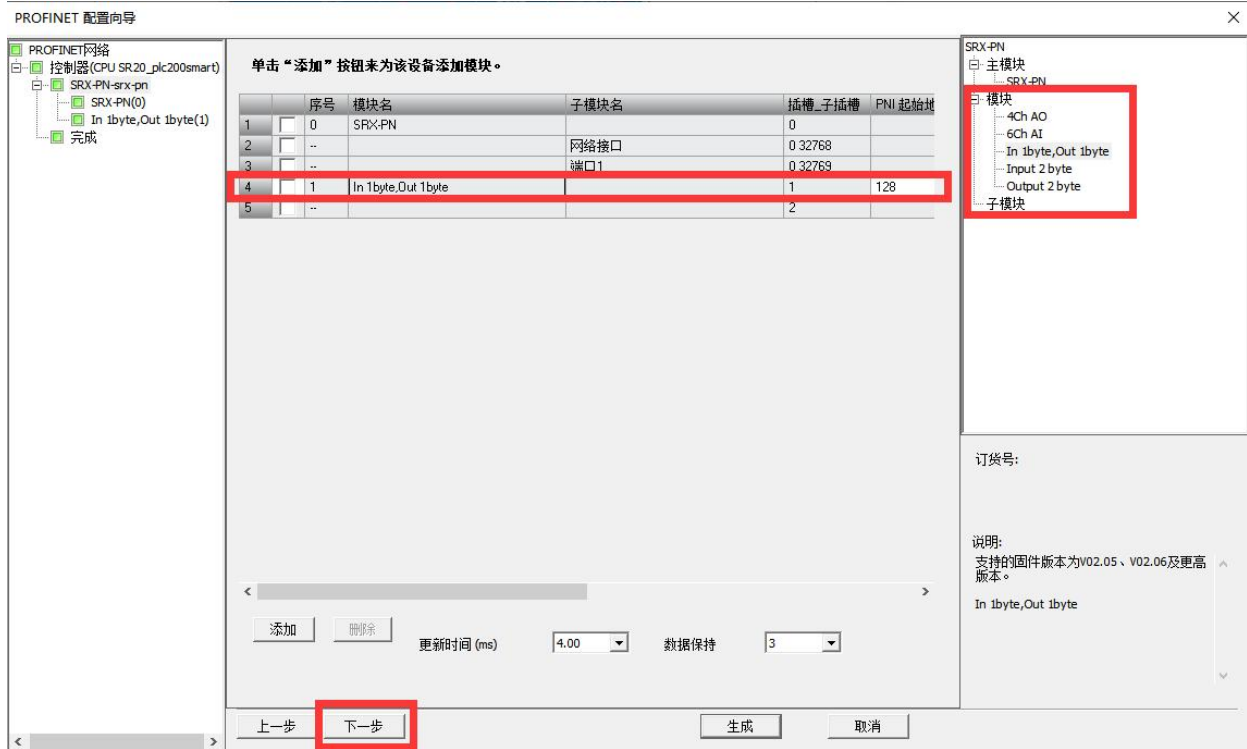 PROFINET 配置向导
PROFINET网络
控制器(CPU SR20_plc200smart)
SRX-PN-srx-pn
SRX-PN(0)
In 1byte,Out 1byte(1)
完成
单击“添加”按钮来为该设备添加模块。
序号 模块名 子模块名 插槽_子插槽 PNI 起始地
1 0 SRX-PN 0
2 -- 网络接口 0 32768
3 -- 端口1 0 32769
4 1 In 1byte,Out 1byte 1 128
5 -- 2
添加 删除 更新时间 (ms) 4.00 数据保持 3
上一步 下一步 生成 取消
SRX-PN
主模块
SRX-PN
模块
4Ch AO
6Ch AI
In 1byte,Out 1byte
Input 2 byte
Output 2 byte
子模块
订货号:
说明:
支持的固件版本为V02.05、V02.06及更高
版本。
In 1byte,Out 1byte